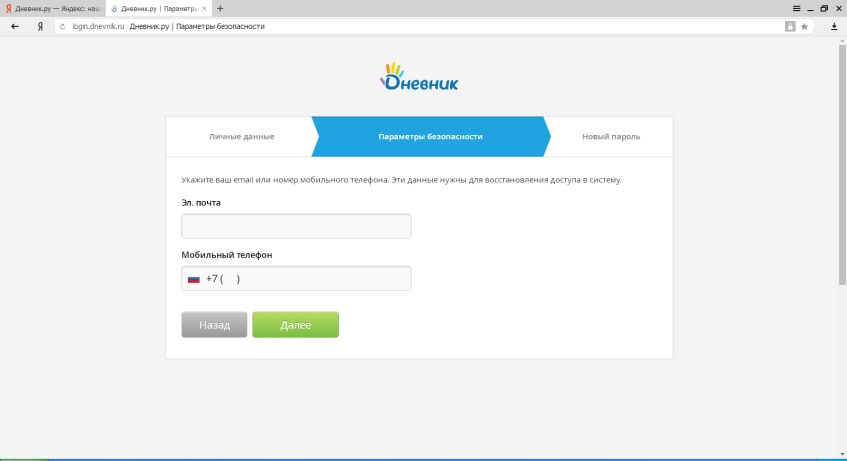 Дневник.ру — Яндекс: наш
Дневник.ру | Параметры
login.dnevnik.ru Дневник.ру | Параметры безопасности
Дневник
Личные данные
Параметры безопасности
Новый пароль
Укажите ваш email или номер мобильного телефона. Эти данные нужны для восстановления доступа в систему.
Эл. почта
Мобильный телефон
+7 ( )
Назад
Далее